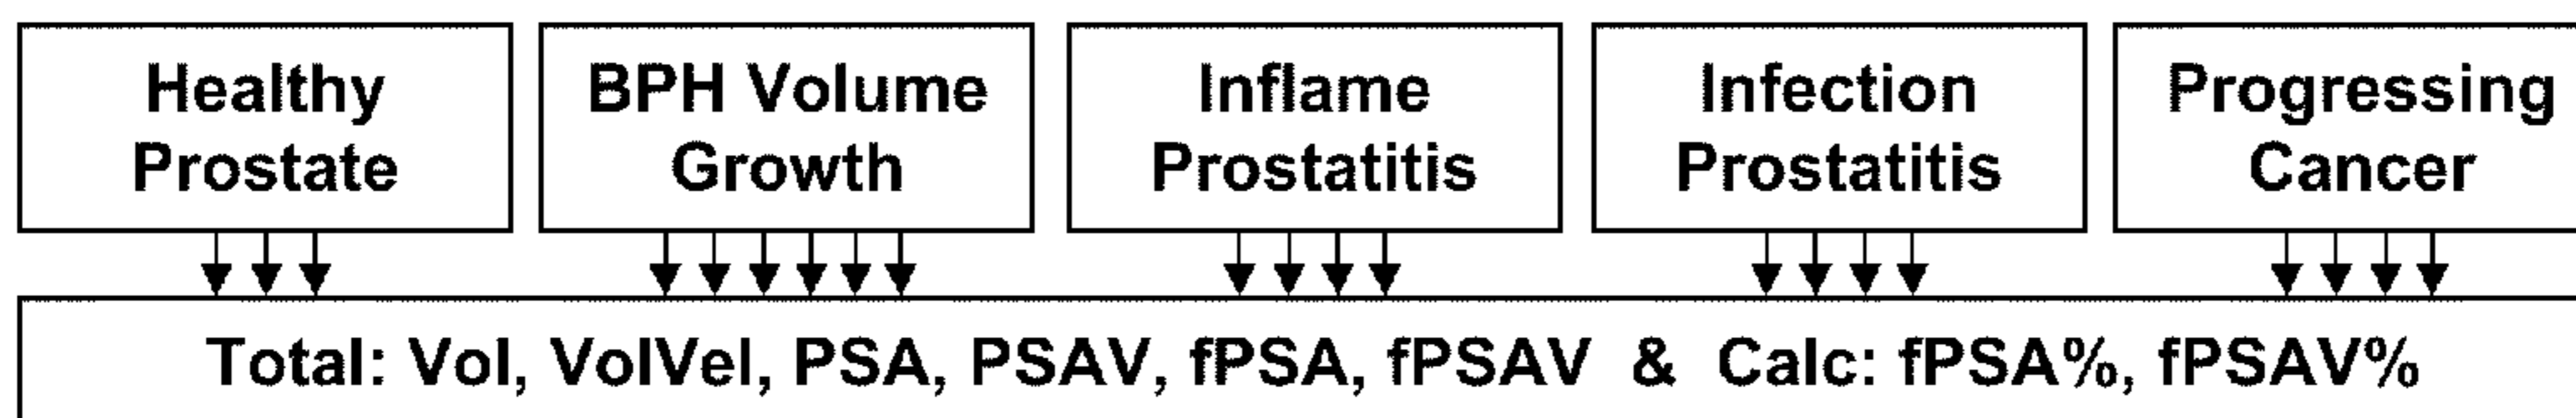 Healthy
Prostate
BPH Volume
Growth
Inflame
Prostatitis
Infection
Prostatitis
Progressing
Cancer
Total: Vol, VolVel, PSA, PSAV, fPSA, fPSAV & Calc: fPSA%, fPSAV%